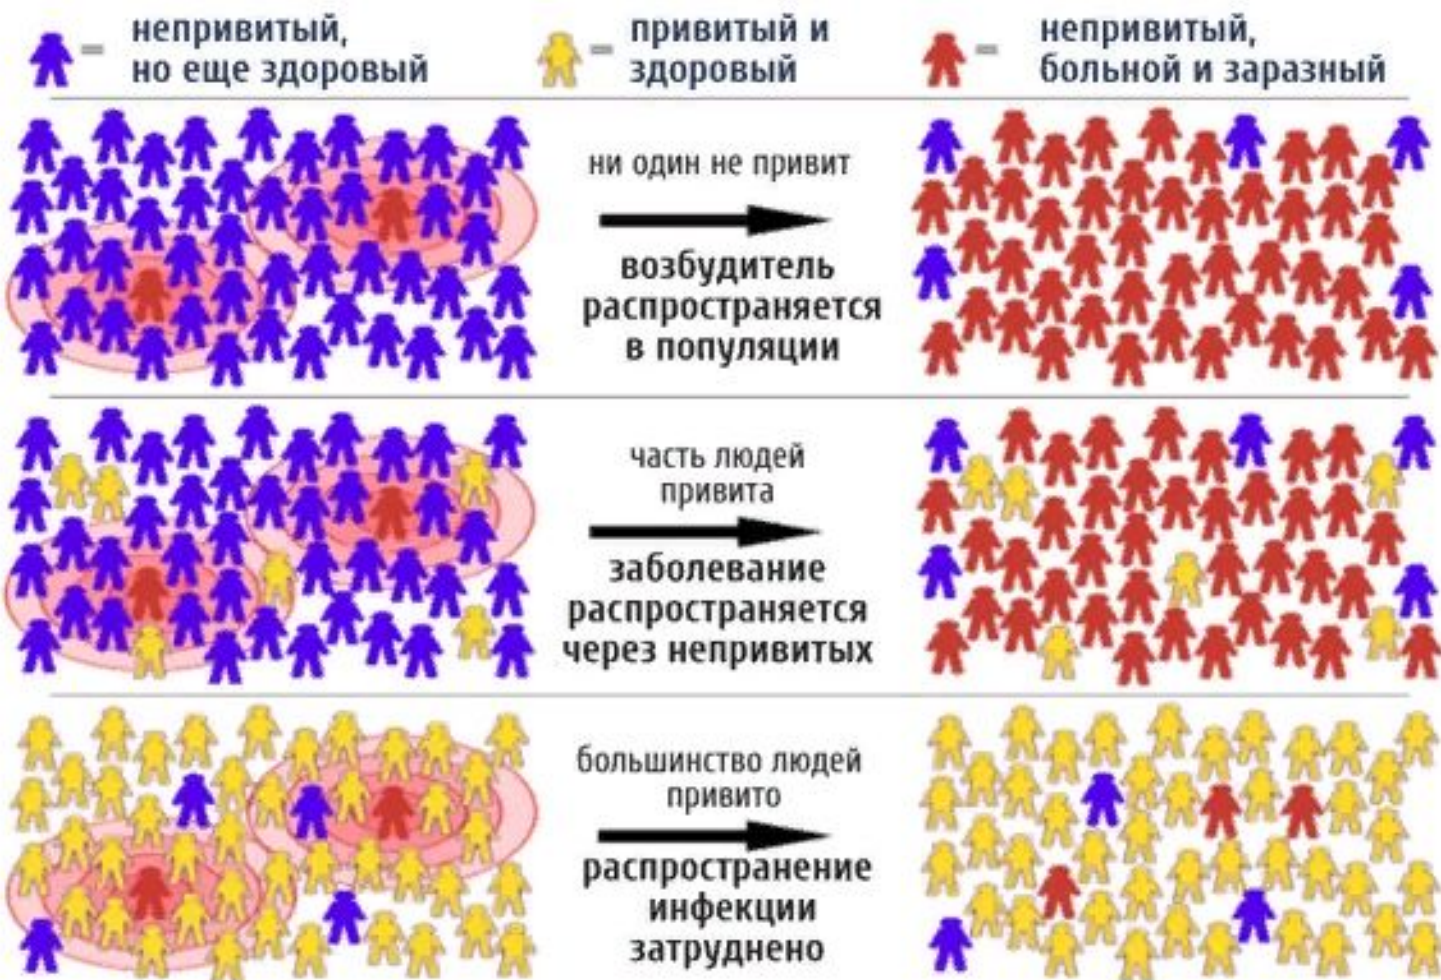 непривитый,
но еще здоровый
привитый и
здоровый
непривитый,
больной и заразный
ни один не привит
возбудитель
распространяется
в популяции
часть людей
привита
заболевание
распространяется
через непривитых
большинство людей
привито
распространение
инфекции
затруднено